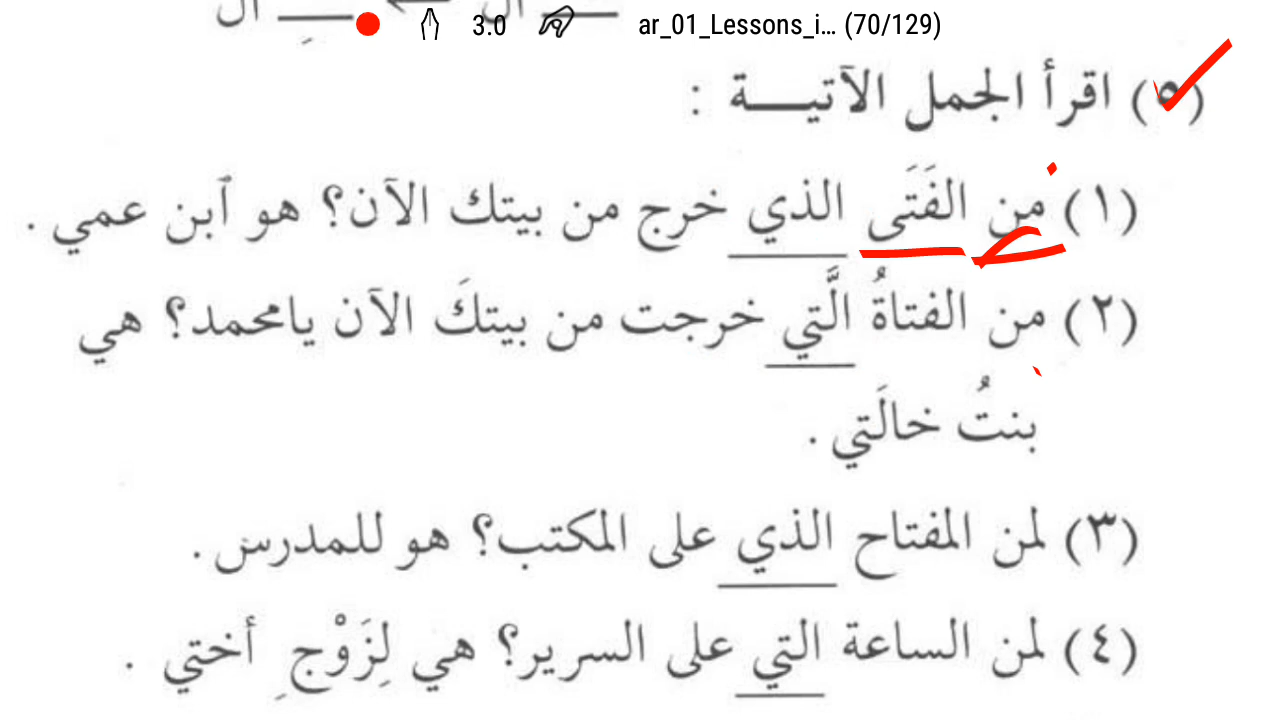 3.0 ar_01_Lessons_i... (70/129)
(٥) اقرأ الجمل الآتيـــة :
(١) من الفَتَى الذي خرج من بيتك الآن؟ هو ٱبن عمي .
(٢) من الفتاةُ الَّتي خرجت من بيتكَ الآن يامحمد؟ هي
بنتُ خالَتي .
(٣) لمن المفتاح الذي على المكتب؟ هو للمدرس .
(٤) لمن الساعة التي على السرير؟ هي لِزَوْجِ أختي .